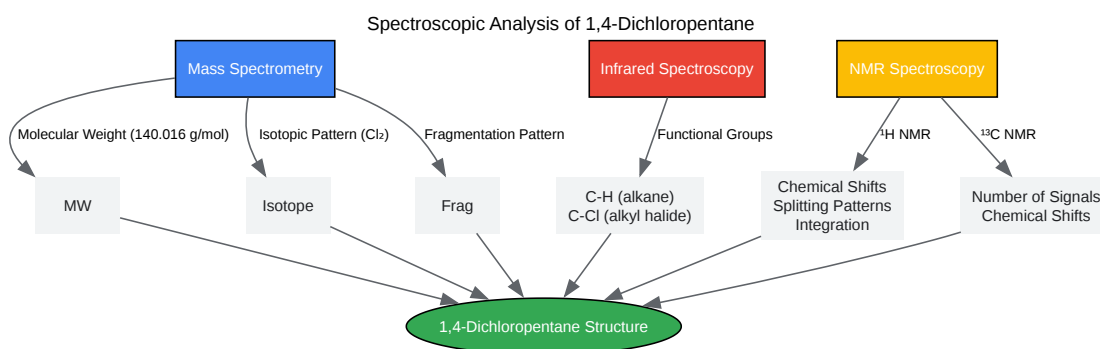 Spectroscopic Analysis of 1,4-Dichloropentane
Mass Spectrometry
Infrared Spectroscopy
NMR Spectroscopy
Molecular Weight (140.016 g/mol)
Isotopic Pattern (Cl₂)
Fragmentation Pattern
Functional Groups
¹H NMR
¹³C NMR
MW
Isotope
Frag
C-H (alkane)
C-Cl (alkyl halide)
Chemical Shifts
Splitting Patterns
Integration
Number of Signals
Chemical Shifts
1,4-Dichloropentane Structure